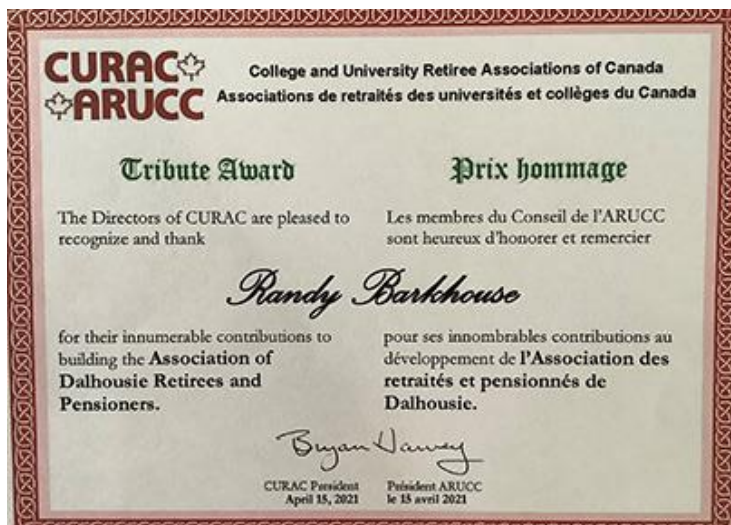 CURAC
ARUCC
College and University Retiree Associations of Canada
Associations de retraités des universités et collèges du Canada
Tribute Award
The Directors of CURAC are pleased to
recognize and thank
Prix hommage
Les membres du Conseil de l'ARUCC
sont heureux d'honorer et remercier
Randy Barkhouse
for their innumerable contributions to
building the Association of
Dalhousie Retirees and
Pensioners.
pour ses innombrables contributions au
développement de l'Association des
retraités et pensionnés de
Dalhousie.
Bryan Harvey
CURAC President
April 15, 2021
Président ARUCC
le 15 avril 2021